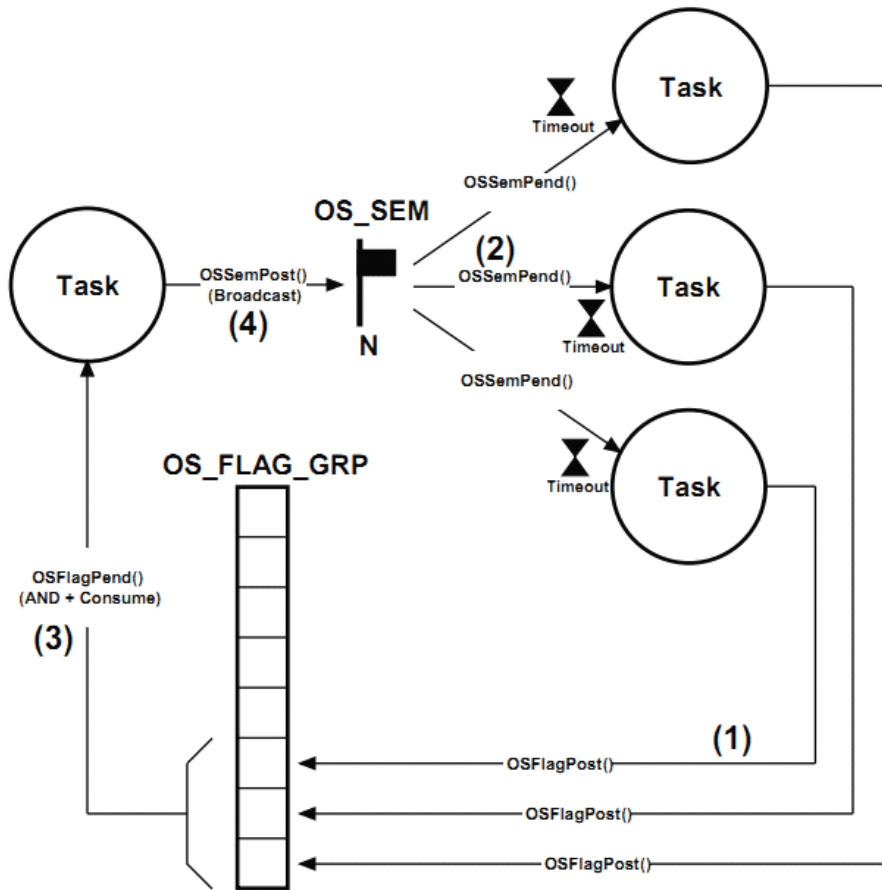 Task
Timeout
OSSemPend()
OS_SEM
(2)
Task
OSSemPost()
(Broadcast)
(4)
OSSemPend()
Task
Timeout
N
OSSemPend()
OS_FLAG_GRP
Timeout
Task
OSFlagPend()
(AND + Consume)
(3)
(1)
OSFlagPost()
OSFlagPost()
OSFlagPost()